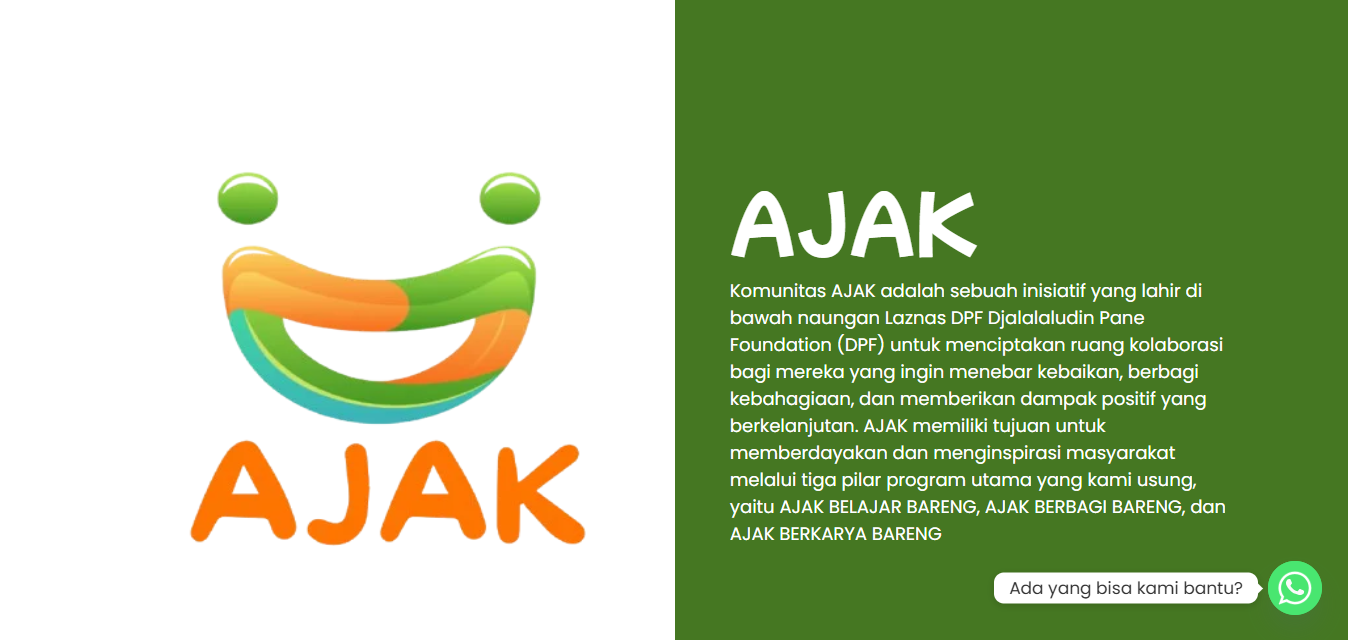 AJAK
AJAK
Komunitas AJAK adalah sebuah inisiatif yang lahir di
bawah naungan Laznas DPF Djalalaludin Pane
Foundation (DPF) untuk menciptakan ruang kolaborasi
bagi mereka yang ingin menebar kebaikan, berbagi
kebahagiaan, dan memberikan dampak positif yang
berkelanjutan. AJAK memiliki tujuan untuk
memberdayakan dan menginspirasi masyarakat
melalui tiga pilar program utama yang kami usung,
yaitu AJAK BELAJAR BARENG, AJAK BERBAGI BARENG, dan
AJAK BERKARYA BARENG
Ada yang bisa kami bantu?